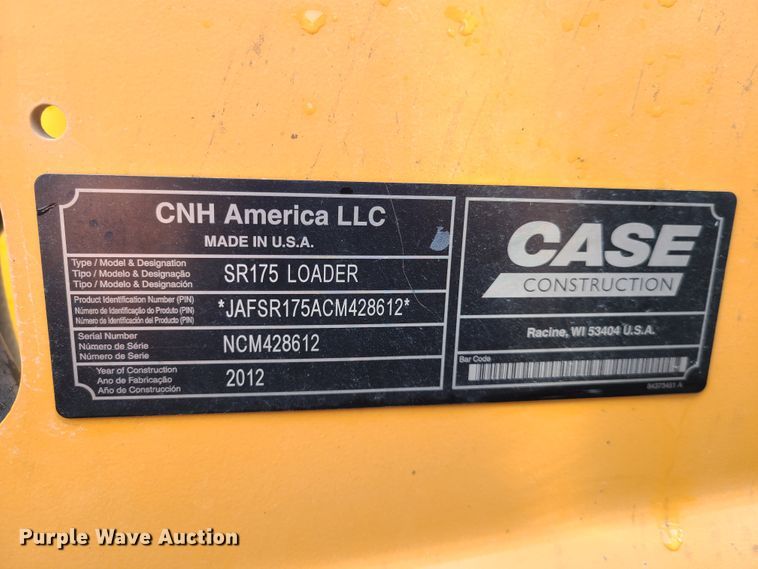 CNH America LLC
MADE IN U.S.A.
Type / Model & Designation
Tipo / Modelo & Designação
Tipo / Modelo & Designación
SR175 LOADER
Product Identification Number (PIN)
Número de Identificação do Produto (PIN)
Número de Identificación del Producto (PIN)
*JAFSR175ACM428612*
Serial Number
Número de Série
Número de Serie
NCM428612
Year of Construction
Ano de Fabricação
Año de Construcción
2012
CASE
CONSTRUCTION
Racine, WI 53404 U.S.A.
Bar Code
84375451 A
Purple Wave Auction